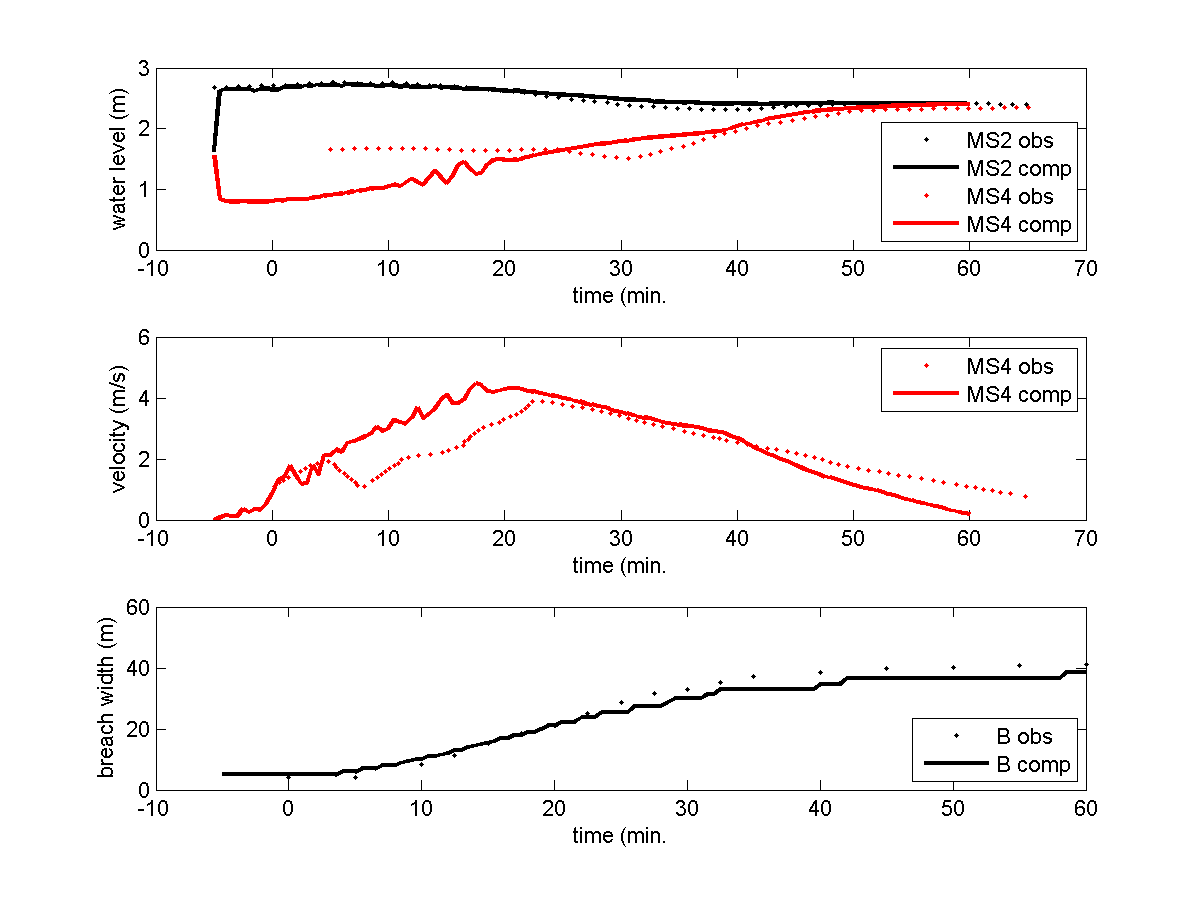 water level (m)
3
2
1
0
-10 0 10 20 30 40 50 60 70
time (min.
MS2 obs
MS2 comp
MS4 obs
MS4 comp
velocity (m/s)
6
4
2
0
-10 0 10 20 30 40 50 60 70
time (min.
MS4 obs
MS4 comp
breach width (m)
60
40
20
0
-10 0 10 20 30 40 50 60
time (min.
B obs
B comp